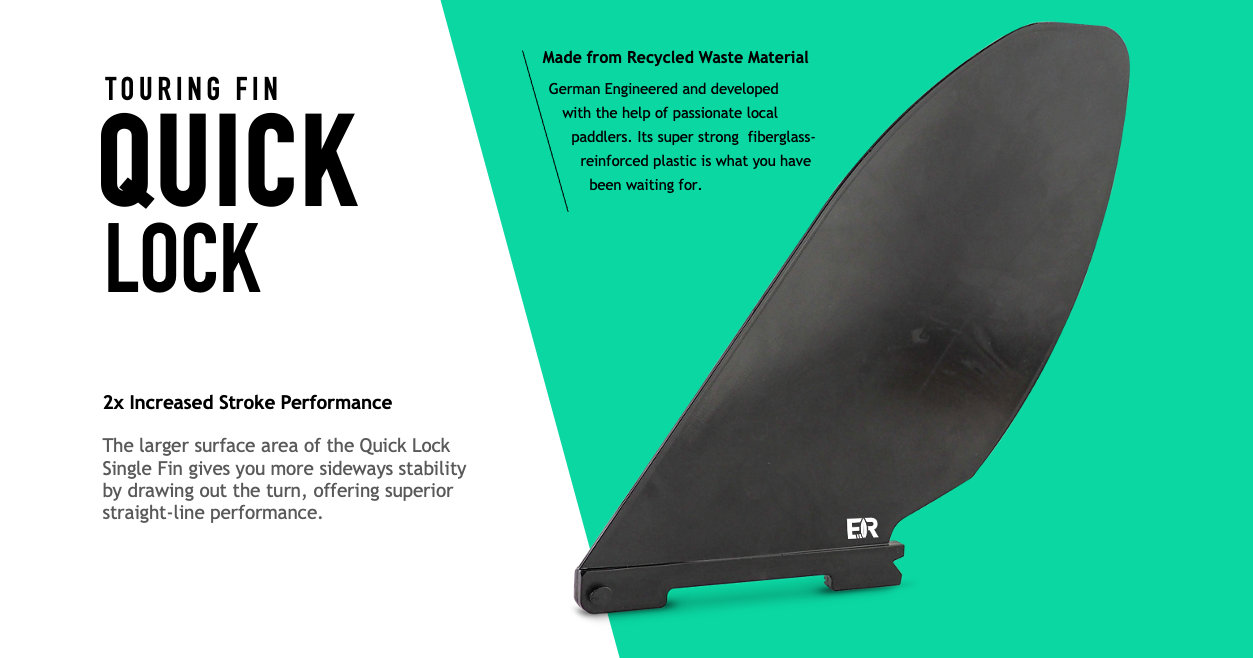 TOURING FIN
QUICK
LOCK
2x Increased Stroke Performance
The larger surface area of the Quick Lock
Single Fin gives you more sideways stability
by drawing out the turn, offering superior
straight-line performance.
Made from Recycled Waste Material
German Engineered and developed
with the help of passionate local
paddlers. Its super strong fiberglass-
reinforced plastic is what you have
been waiting for.
ER